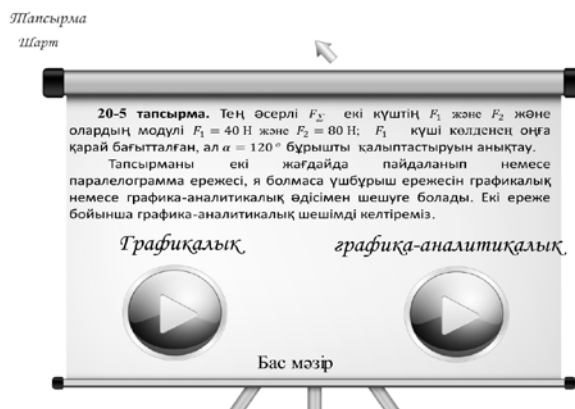 Тапсырма
Шарт
20-5 тапсырма. Тең әсерлі F_Σ екі күштің F₁ және F₂ және
олардың модулі F₁ = 40 Н және F₂ = 80 Н; F₁ күші көлденең оңға
қарай бағытталған, ал α = 120° бұрышты қалыптастыруын анықтау.
Тапсырманы екі жағдайда пайдаланып немесе
паралелограмма ережесі, я болмаса үшбұрыш ережесін графикалық
немесе графика-аналитикалық әдісімен шешуге болады. Екі ереже
бойынша графика-аналитикалық шешімді келтіреміз.
Графикалық графика-аналитикалык
Бас мәзір